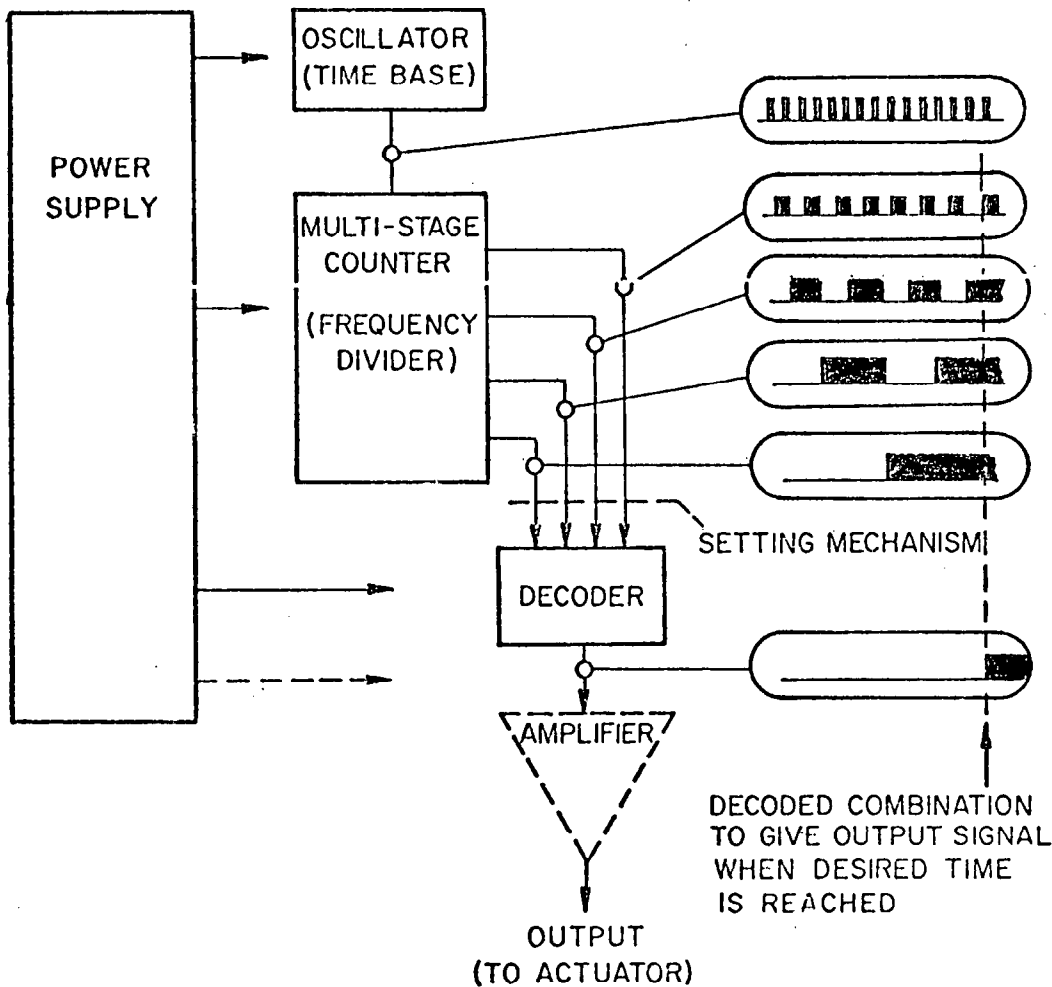 OSCILLATOR
(TIME BASE)
POWER
SUPPLY
MULTI-STAGE
COUNTER
(FREQUENCY
DIVIDER)
SETTING MECHANISM
DECODER
AMPLIFIER
DECODED COMBINATION
TO GIVE OUTPUT SIGNAL
WHEN DESIRED TIME
IS REACHED
OUTPUT
(TO ACTUATOR)